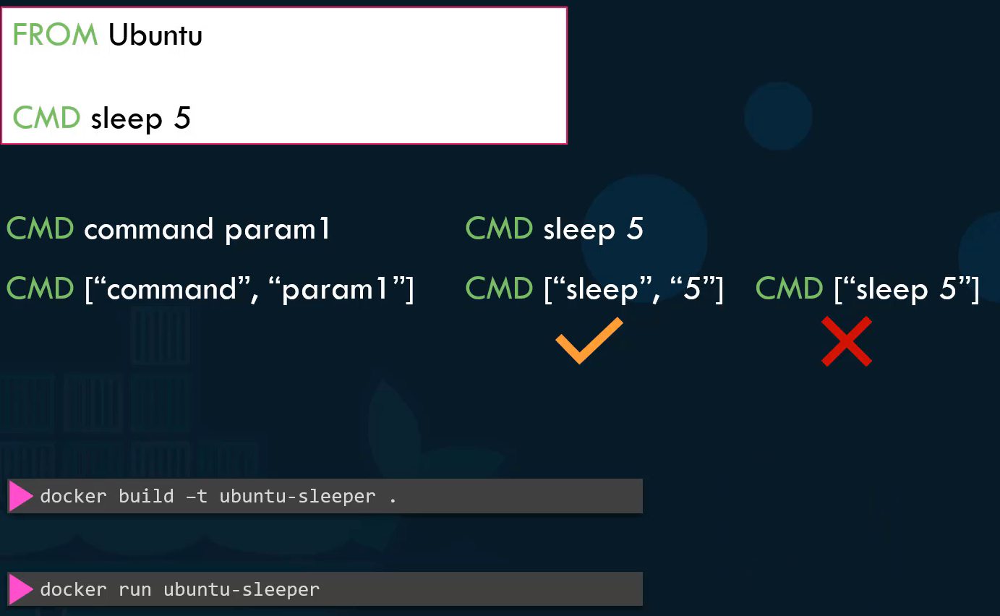 FROM Ubuntu
CMD sleep 5
CMD command param1
CMD sleep 5
CMD [“command”, “param1”]
CMD [“sleep”, “5”]
CMD [“sleep 5”]
docker build –t ubuntu-sleeper .
docker run ubuntu-sleeper